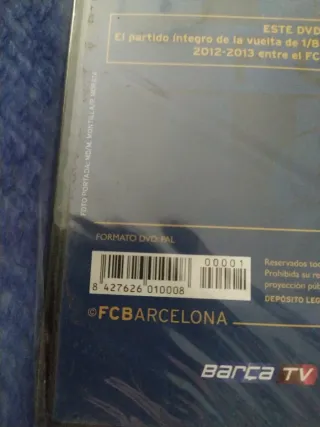 ESTE DVD
El partido íntegro de la vuelta de 1/8
2012-2013 entre el FC
FORMATO DVD PAL
00001
8 427626 010008
Reservados
Prohibida su
proyección
DEPÓSITO LEG
©FCBARCELONA
BARÇA TV